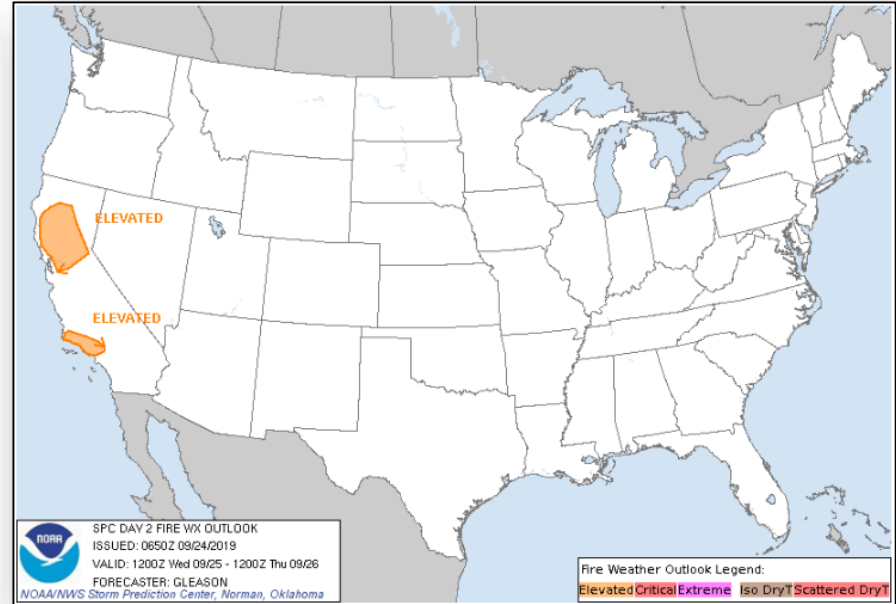 ELEVATED
ELEVATED
NOAA
SPC DAY 2 FIRE WX OUTLOOK
ISSUED: 0650Z 09/24/2019
VALID: 1200Z Wed 09/25 - 1200Z Thu 09/26
FORECASTER: GLEASON
NOAA/NWS Storm Prediction Center, Norman, Oklahoma
Fire Weather Outlook Legend:
Elevated Critical Extreme Iso DryT Scattered DryT